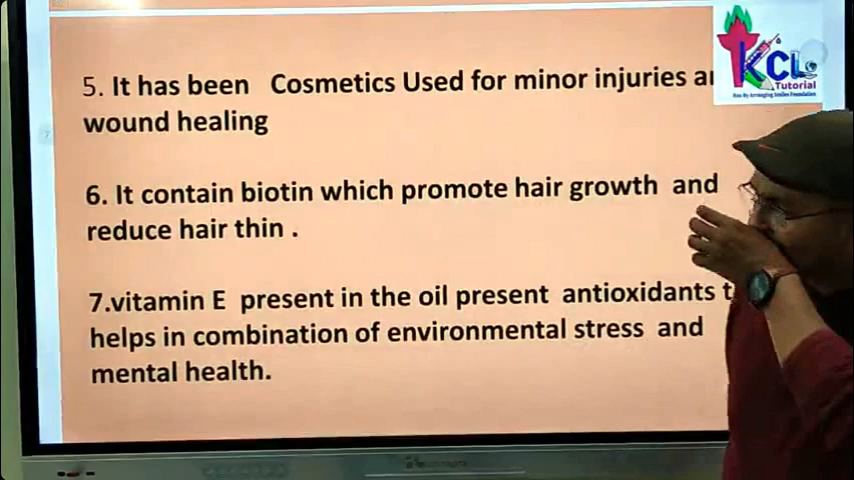 5. It has been Cosmetics Used for minor injuries
wound healing
6. It contain biotin which promote hair growth and
reduce hair thin .
7.vitamin E present in the oil present antioxidants
helps in combination of environmental stress and
mental health.
KCL
Tutorial